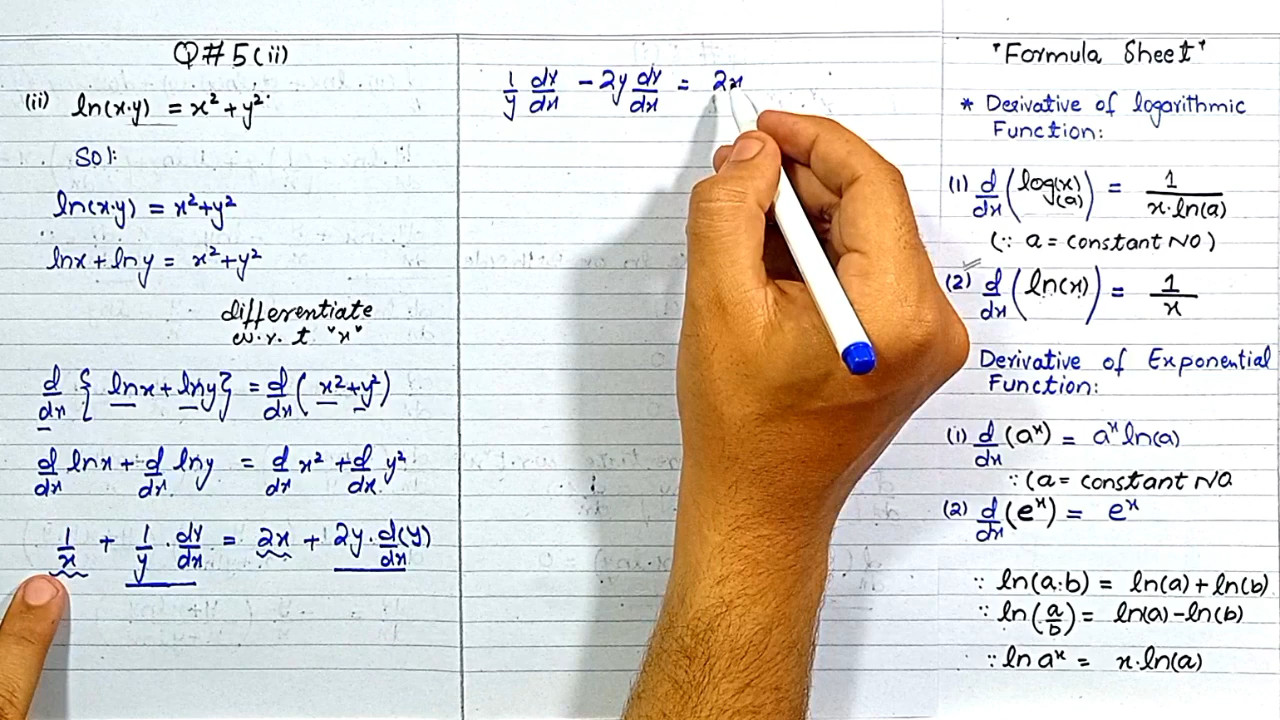 Q#5(ii)
(ii) ln(x·y) = x² + y²
Sol:
ln(x·y) = x²+y²
lnx + lny = x²+y²
differentiate
w.r.t. "x"
d/dx { lnx + lny } = d/dx ( x² + y² )
d/dx lnx + d/dx lny = d/dx x² + d/dx y²
1/x + 1/y · dy/dx = 2x + 2y · d/dx (y)
1/y dy/dx - 2y dy/dx = 2x
"Formula Sheet"
* Derivative of logarithmic
Function:
(1) d/dx ( log(x) (a) ) = 1/x·ln(a)
(∵ a = constant NO)
(2) d/dx ( ln(x) ) = 1/x
Derivative of Exponential
Function:
(1) d/dx (aˣ) = aˣ ln(a)
∵ (a = constant NO
(2) d/dx (eˣ) = eˣ
∵ ln(a·b) = ln(a) + ln(b)
∵ ln(a/b) = ln(a) - ln(b)
∵ ln aˣ = x·ln(a)